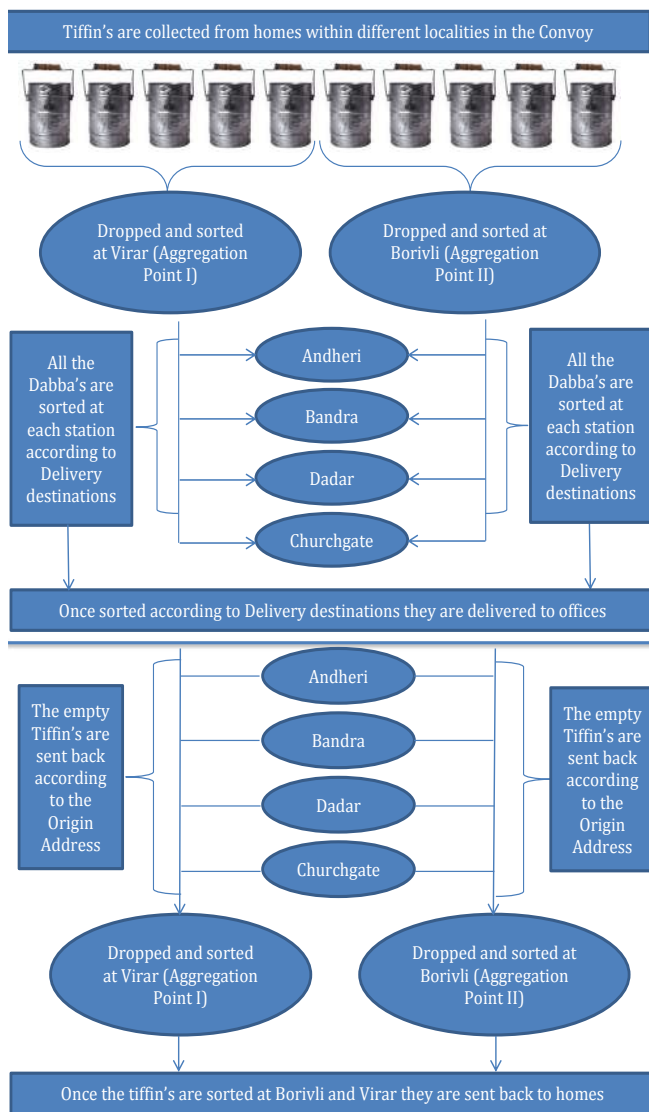 Tiffin's are collected from homes within different localities in the Convoy
Dropped and sorted
at Virar (Aggregation
Point I)
Dropped and sorted at
Borivli (Aggregation
Point II)
All the
Dabba's are
sorted at
each station
according to
Delivery
destinations
Andheri
Bandra
Dadar
Churchgate
All the
Dabba's are
sorted at
each station
according to
Delivery
destinations
Once sorted according to Delivery destinations they are delivered to offices
The empty
Tiffin's are
sent back
according
to the
Origin
Address
Andheri
Bandra
Dadar
Churchgate
The empty
Tiffin's are
sent back
according
to the
Origin
Address
Dropped and sorted
at Virar (Aggregation
Point I)
Dropped and sorted at
Borivli (Aggregation
Point II)
Once the tiffin's are sorted at Borivli and Virar they are sent back to homes